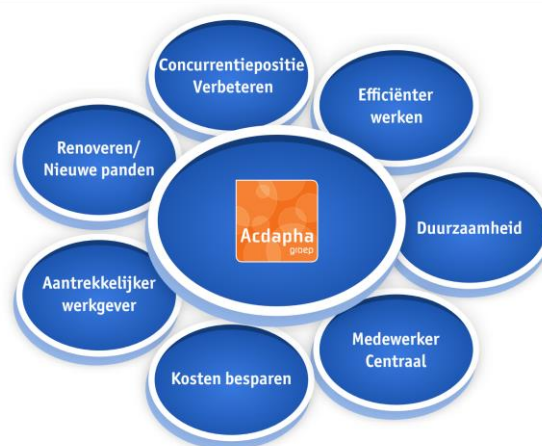 Concurrentiepositie
Verbeteren
Efficiënter
werken
Renoveren/
Nieuwe panden
Acdapha
groep
Duurzaamheid
Aantrekkelijker
werkgever
Medewerker
Centraal
Kosten besparen